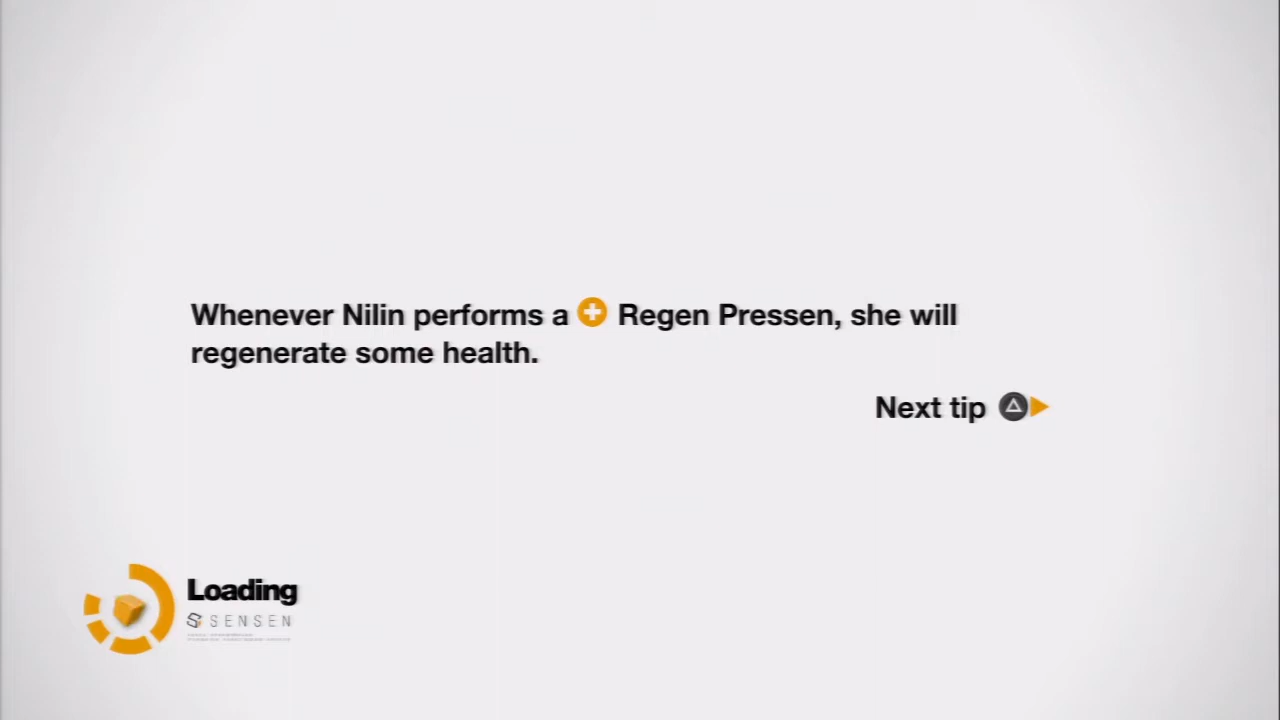 Whenever Nilin performs a Regen Pressen, she will
regenerate some health.
Next tip
Loading
SENSEN